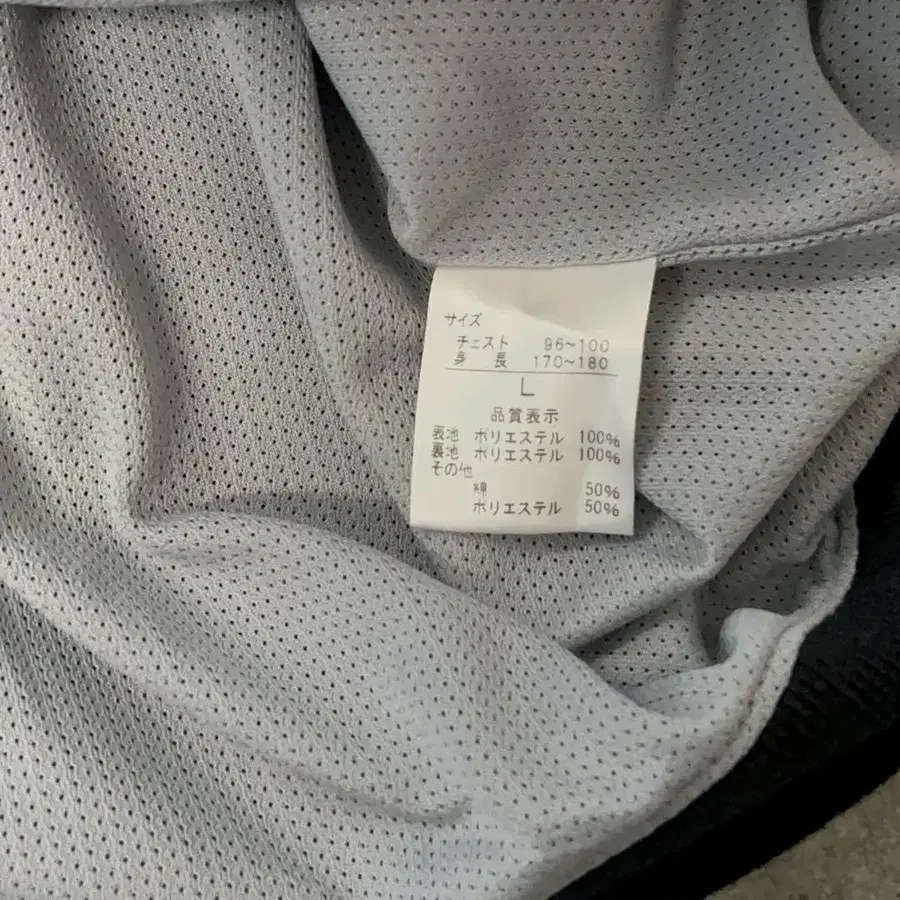 サイズ
チェスト 96~100
身長 170~180
L
品質表示
表地 ポリエステル 100%
裏地 ポリエステル 100%
その他
綿 50%
ポリエステル 50%